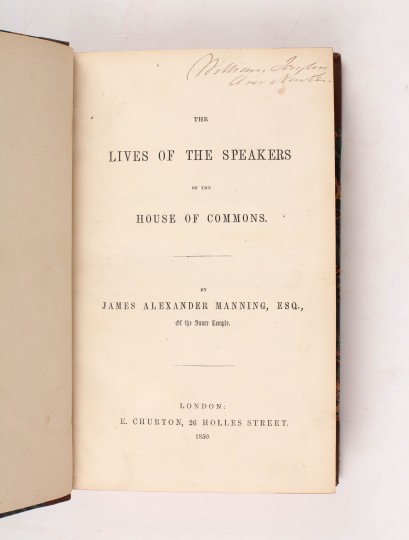 William
THE
LIVES OF THE SPEAKERS
OF THE
HOUSE OF COMMONS.
BY
JAMES ALEXANDER MANNING, ESQ.,
Of the Inner Temple.
LONDON:
E. CHURTON, 26 HOLLES STREET.
1850